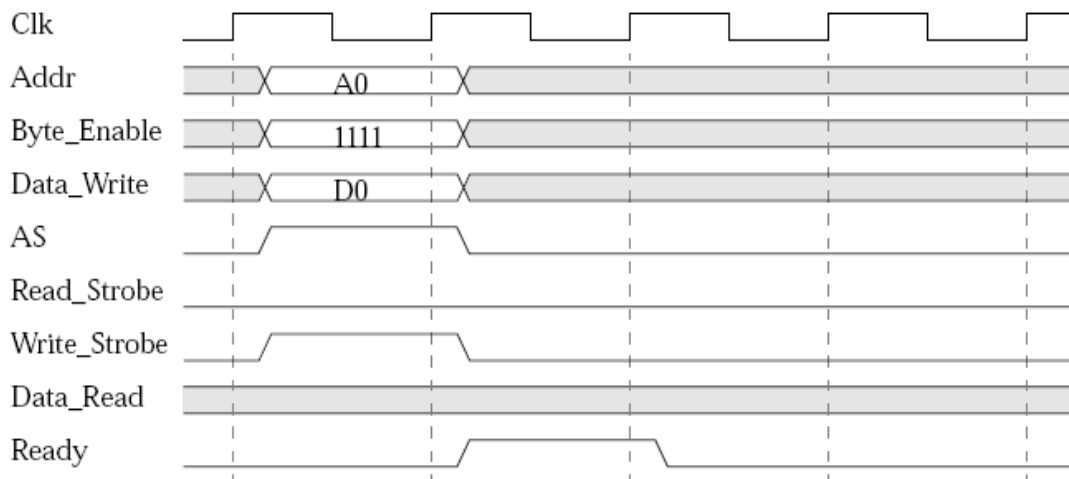 Clk
Addr A0
Byte_Enable 1111
Data_Write D0
AS
Read_Strobe
Write_Strobe
Data_Read
Ready